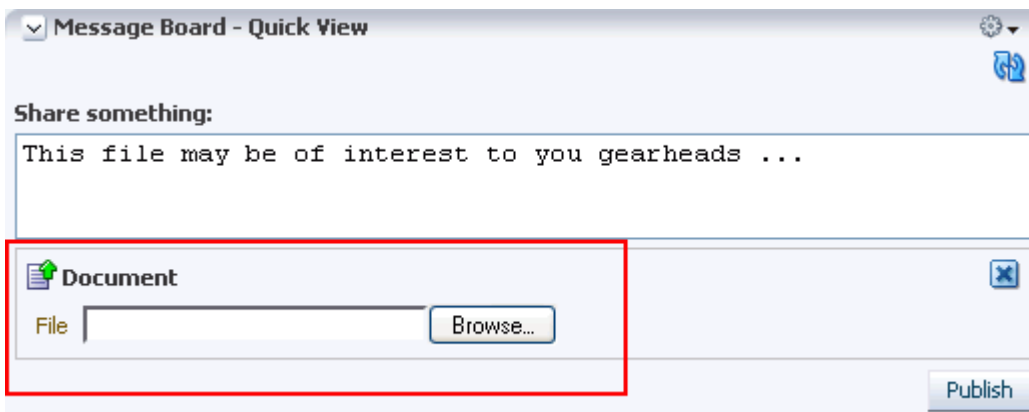 Message Board - Quick View
Share something:
This file may be of interest to you gearheads ...
Document
File Browse...
Publish